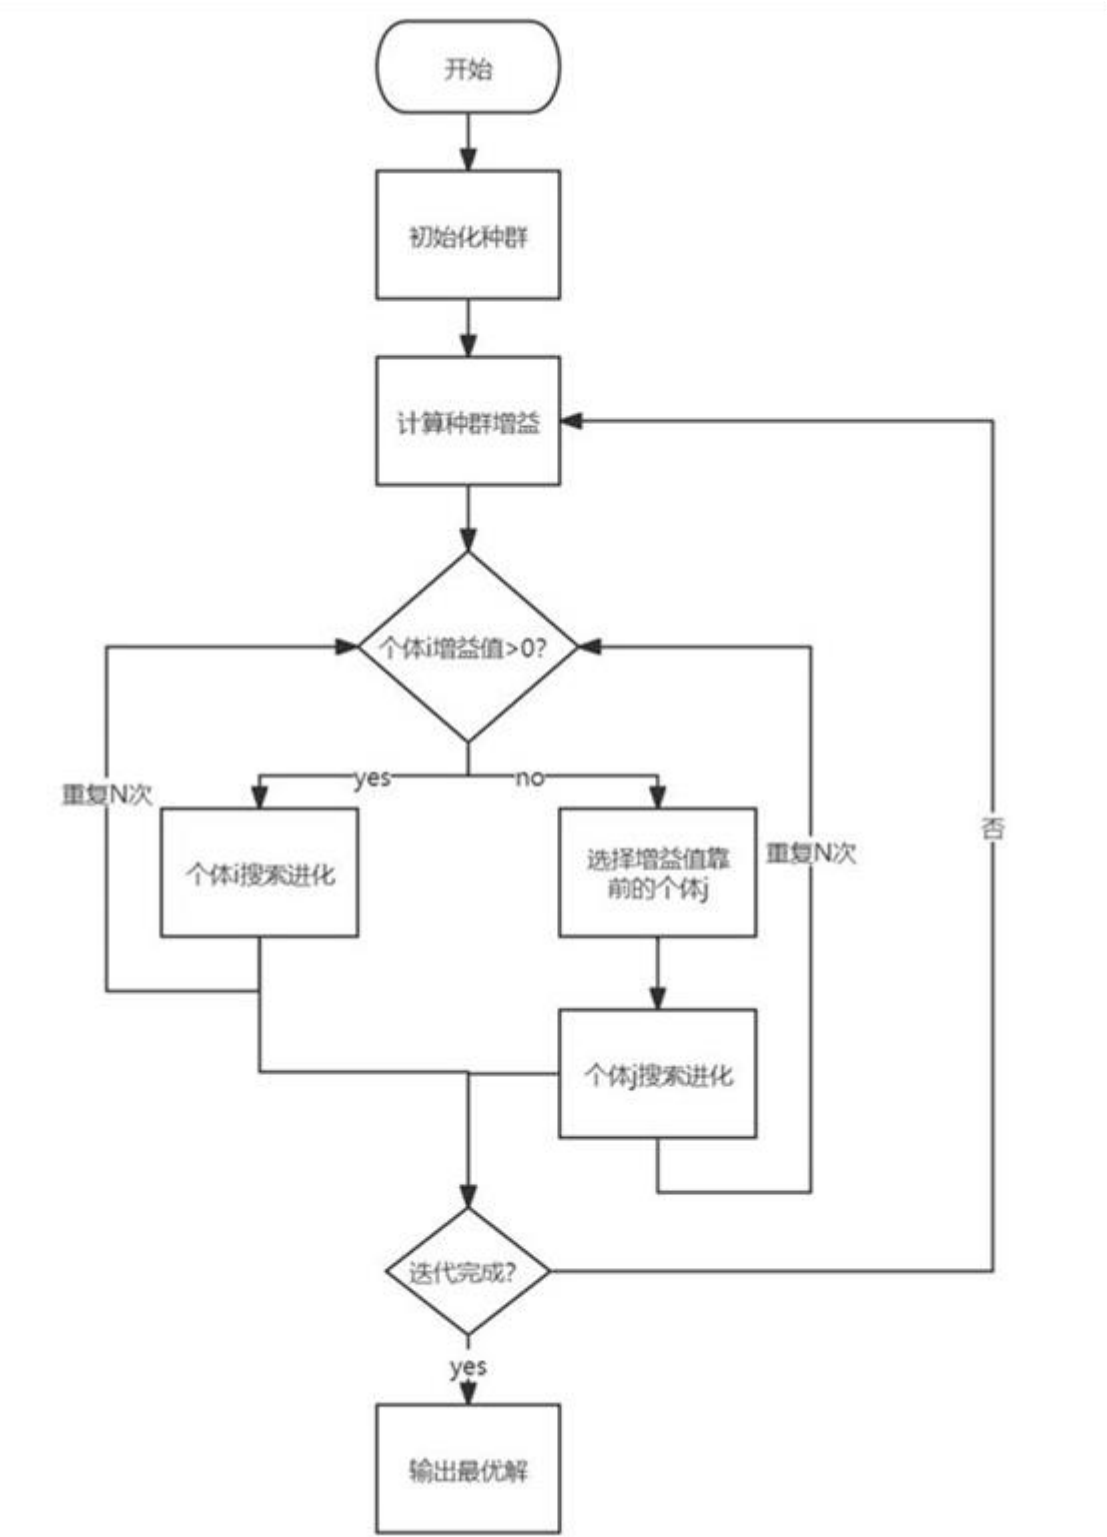 开始
初始化种群
计算种群增益
个体i增益值>0?
yes
no
重复N次
个体i搜索进化
选择增益值靠
前的个体j
重复N次
否
个体j搜索进化
迭代完成?
yes
输出最优解